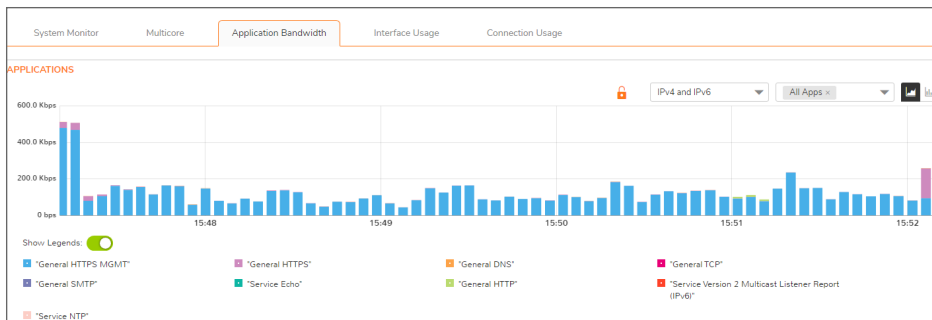 System Monitor Multicore Application Bandwidth Interface Usage Connection Usage
APPLICATIONS
IPv4 and IPv6 All Apps ×
600.0 Kbps
400.0 Kbps
200.0 Kbps
0 bps
15:48 15:49 15:50 15:51 15:52
Show Legends:
"General HTTPS MGMT" "General HTTPS" "General DNS" "General TCP"
"General SMTP" "Service Echo" "General HTTP" "Service Version 2 Multicast Listener Report
(IPv6)"
"Service NTP"